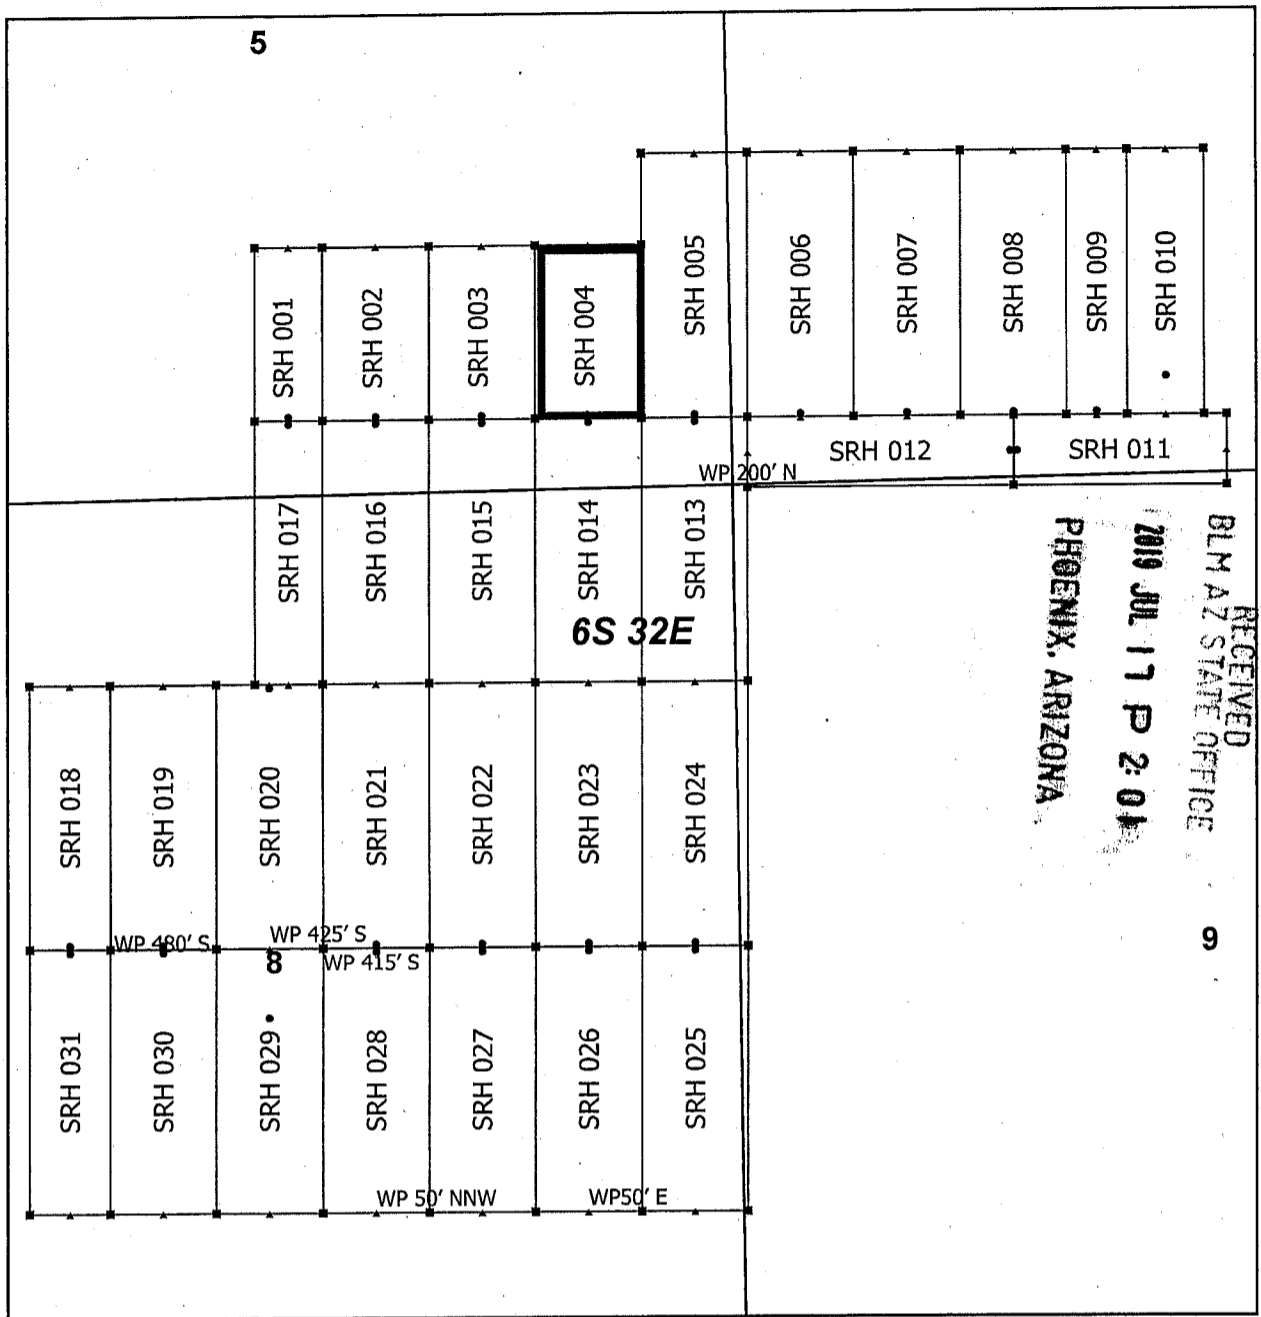 5
SRH 001
SRH 002
SRH 003
SRH 004
SRH 005
SRH 006
SRH 007
SRH 008
SRH 009
SRH 010
SRH 012
SRH 011
WP 200' N
SRH 017
SRH 016
SRH 015
SRH 014
SRH 013
6S 32E
RECEIVED
BLM AZ STATE OFFICE
2019 JUL 17 P 2:01
PHOENIX, ARIZONA
SRH 018
SRH 019
SRH 020
SRH 021
SRH 022
SRH 023
SRH 024
WP 480' S
WP 425' S
8
WP 415' S
9
SRH 031
SRH 030
SRH 029
SRH 028
SRH 027
SRH 026
SRH 025
WP 50' NNW
WP50' E